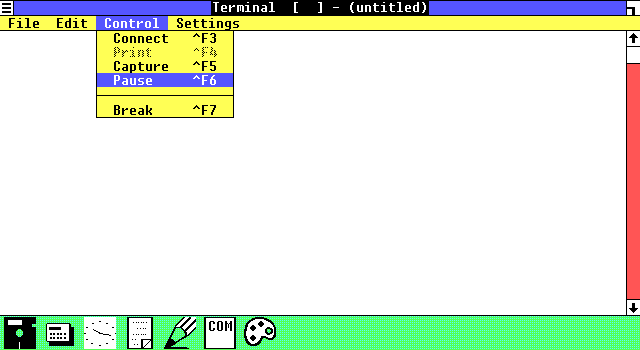 Terminal [ ] - (untitled)
File Edit Control Settings
Connect ^F3
Print ^F4
Capture ^F5
Pause ^F6
Break ^F7
COM